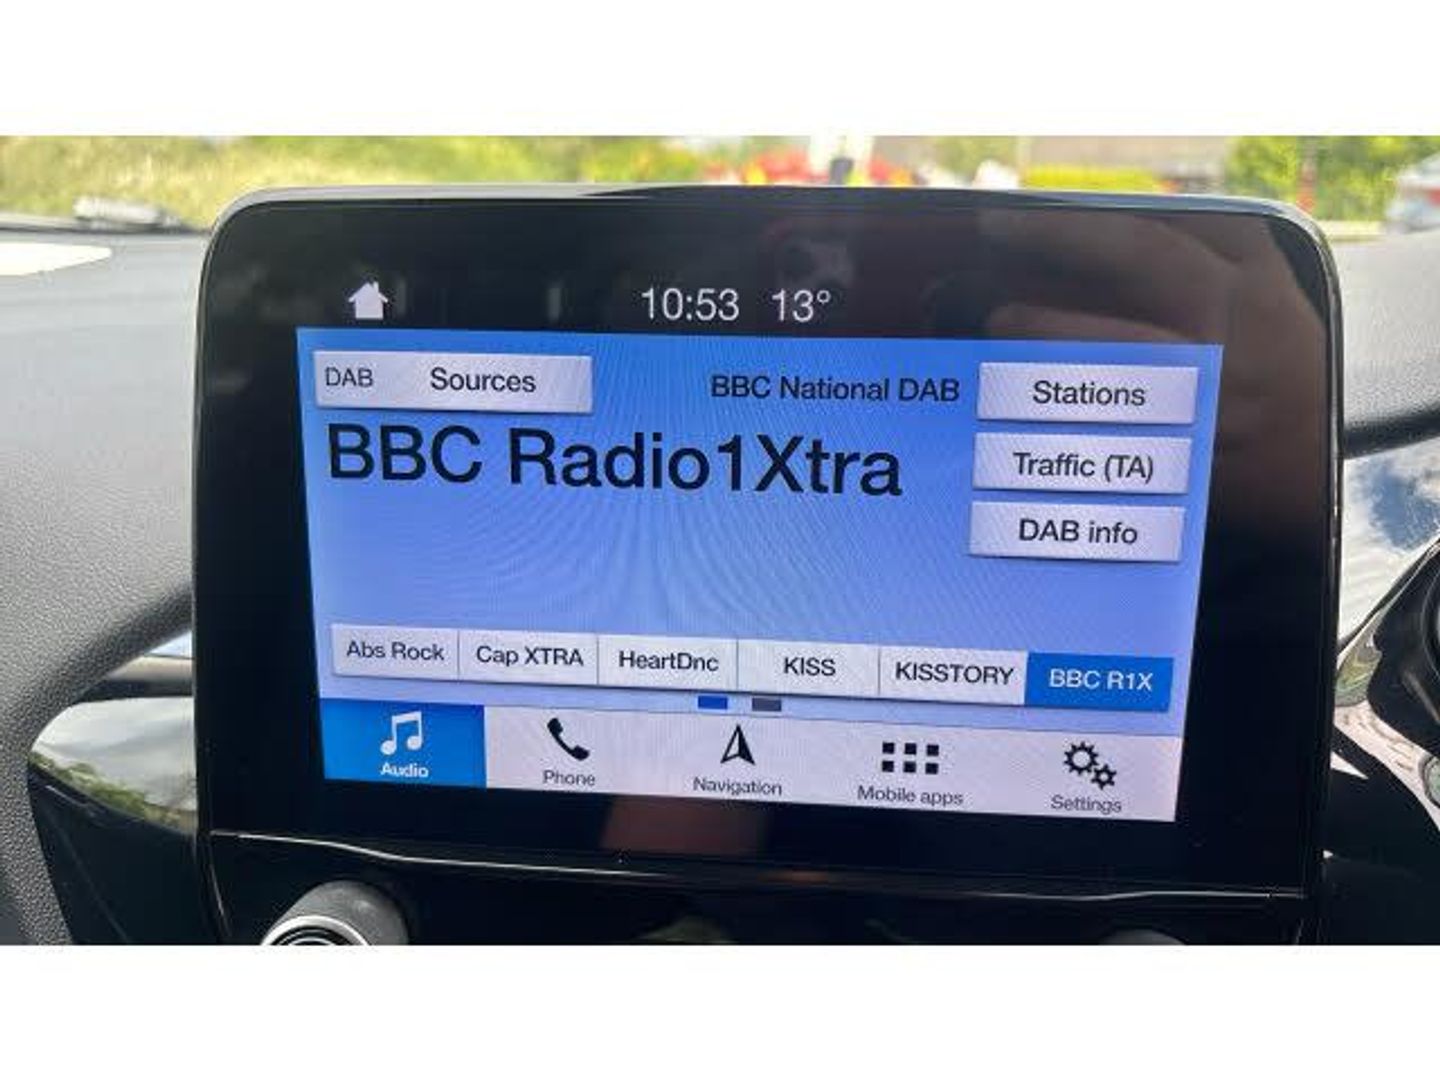 10:53 13°
DAB Sources
BBC National DAB
Stations
BBC Radio1Xtra
Traffic (TA)
DAB info
Abs Rock
Cap XTRA
HeartDnc
KISS
KISSTORY
BBC R1X
Audio
Phone
Navigation
Mobile apps
Settings